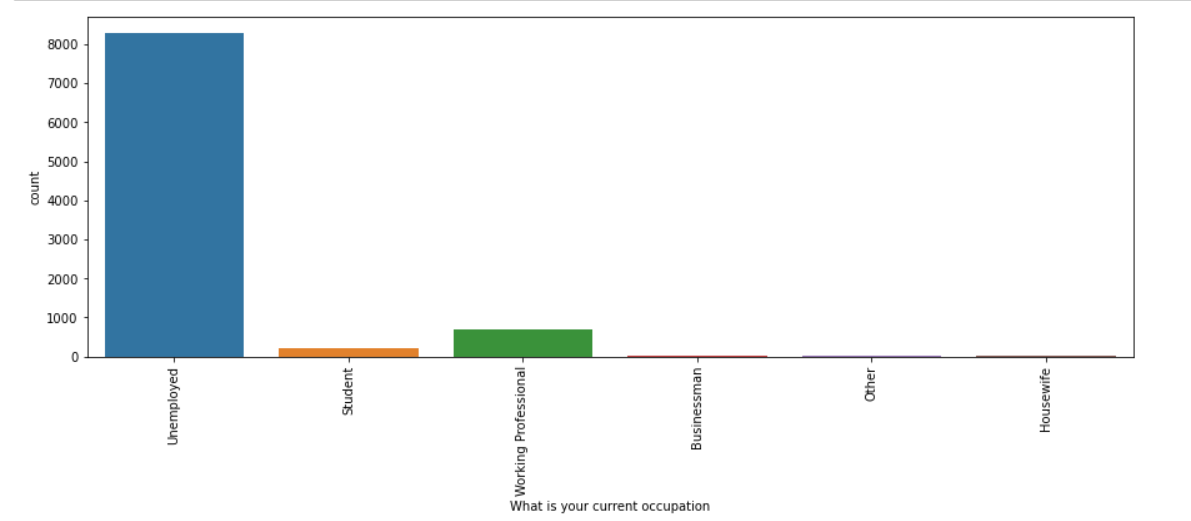 8000
7000
6000
5000
4000
3000
2000
1000
0
count
Unemployed
Student
Working Professional
Businessman
Other
Housewife
What is your current occupation